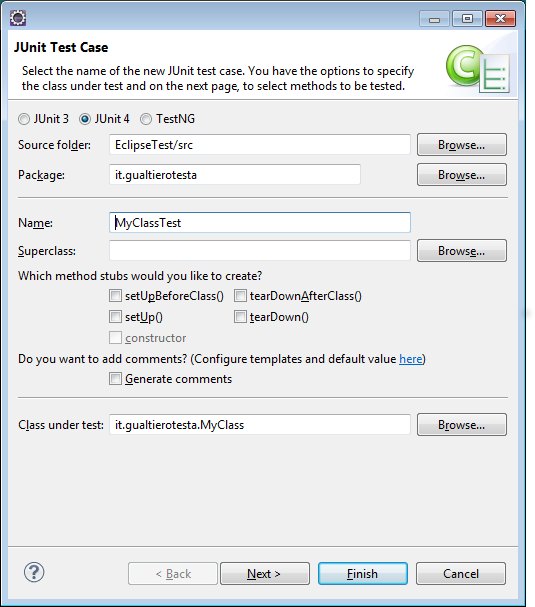 JUnit Test Case
Select the name of the new JUnit test case. You have the options to specify
the class under test and on the next page, to select methods to be tested.
C
JUnit 3 JUnit 4 TestNG
Source folder: EclipseTest/src Browse...
Package: it.gualtierotesta Browse...
Name: MyClassTest
Superclass: Browse...
Which method stubs would you like to create?
setUpBeforeClass() tearDownAfterClass()
setUp() tearDown()
constructor
Do you want to add comments? (Configure templates and default value here)
Generate comments
Class under test: it.gualtierotesta.MyClass Browse...
? < Back Next > Finish Cancel